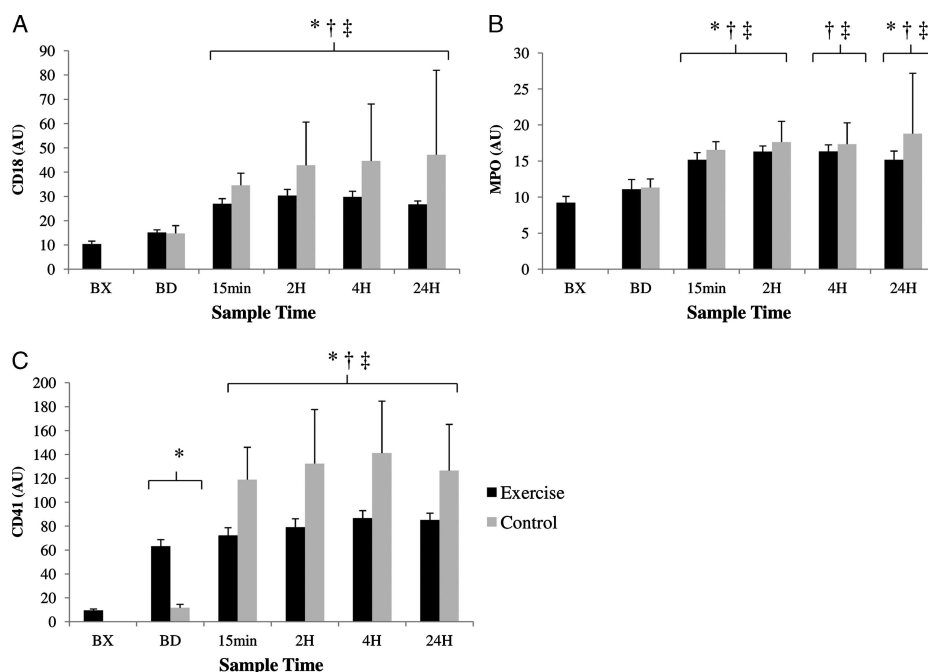 A
* † ‡
90
80
70
60
50
40
30
20
10
0
CD18 (AU)
BX BD 15min 2H 4H 24H
Sample Time
B
* † ‡ † ‡ * † ‡
40
35
30
25
20
15
10
5
0
MPO (AU)
BX BD 15min 2H 4H 24H
Sample Time
C
* † ‡
*
200
180
160
140
120
100
80
60
40
20
0
CD41 (AU)
BX BD 15min 2H 4H 24H
Sample Time
Exercise
Control